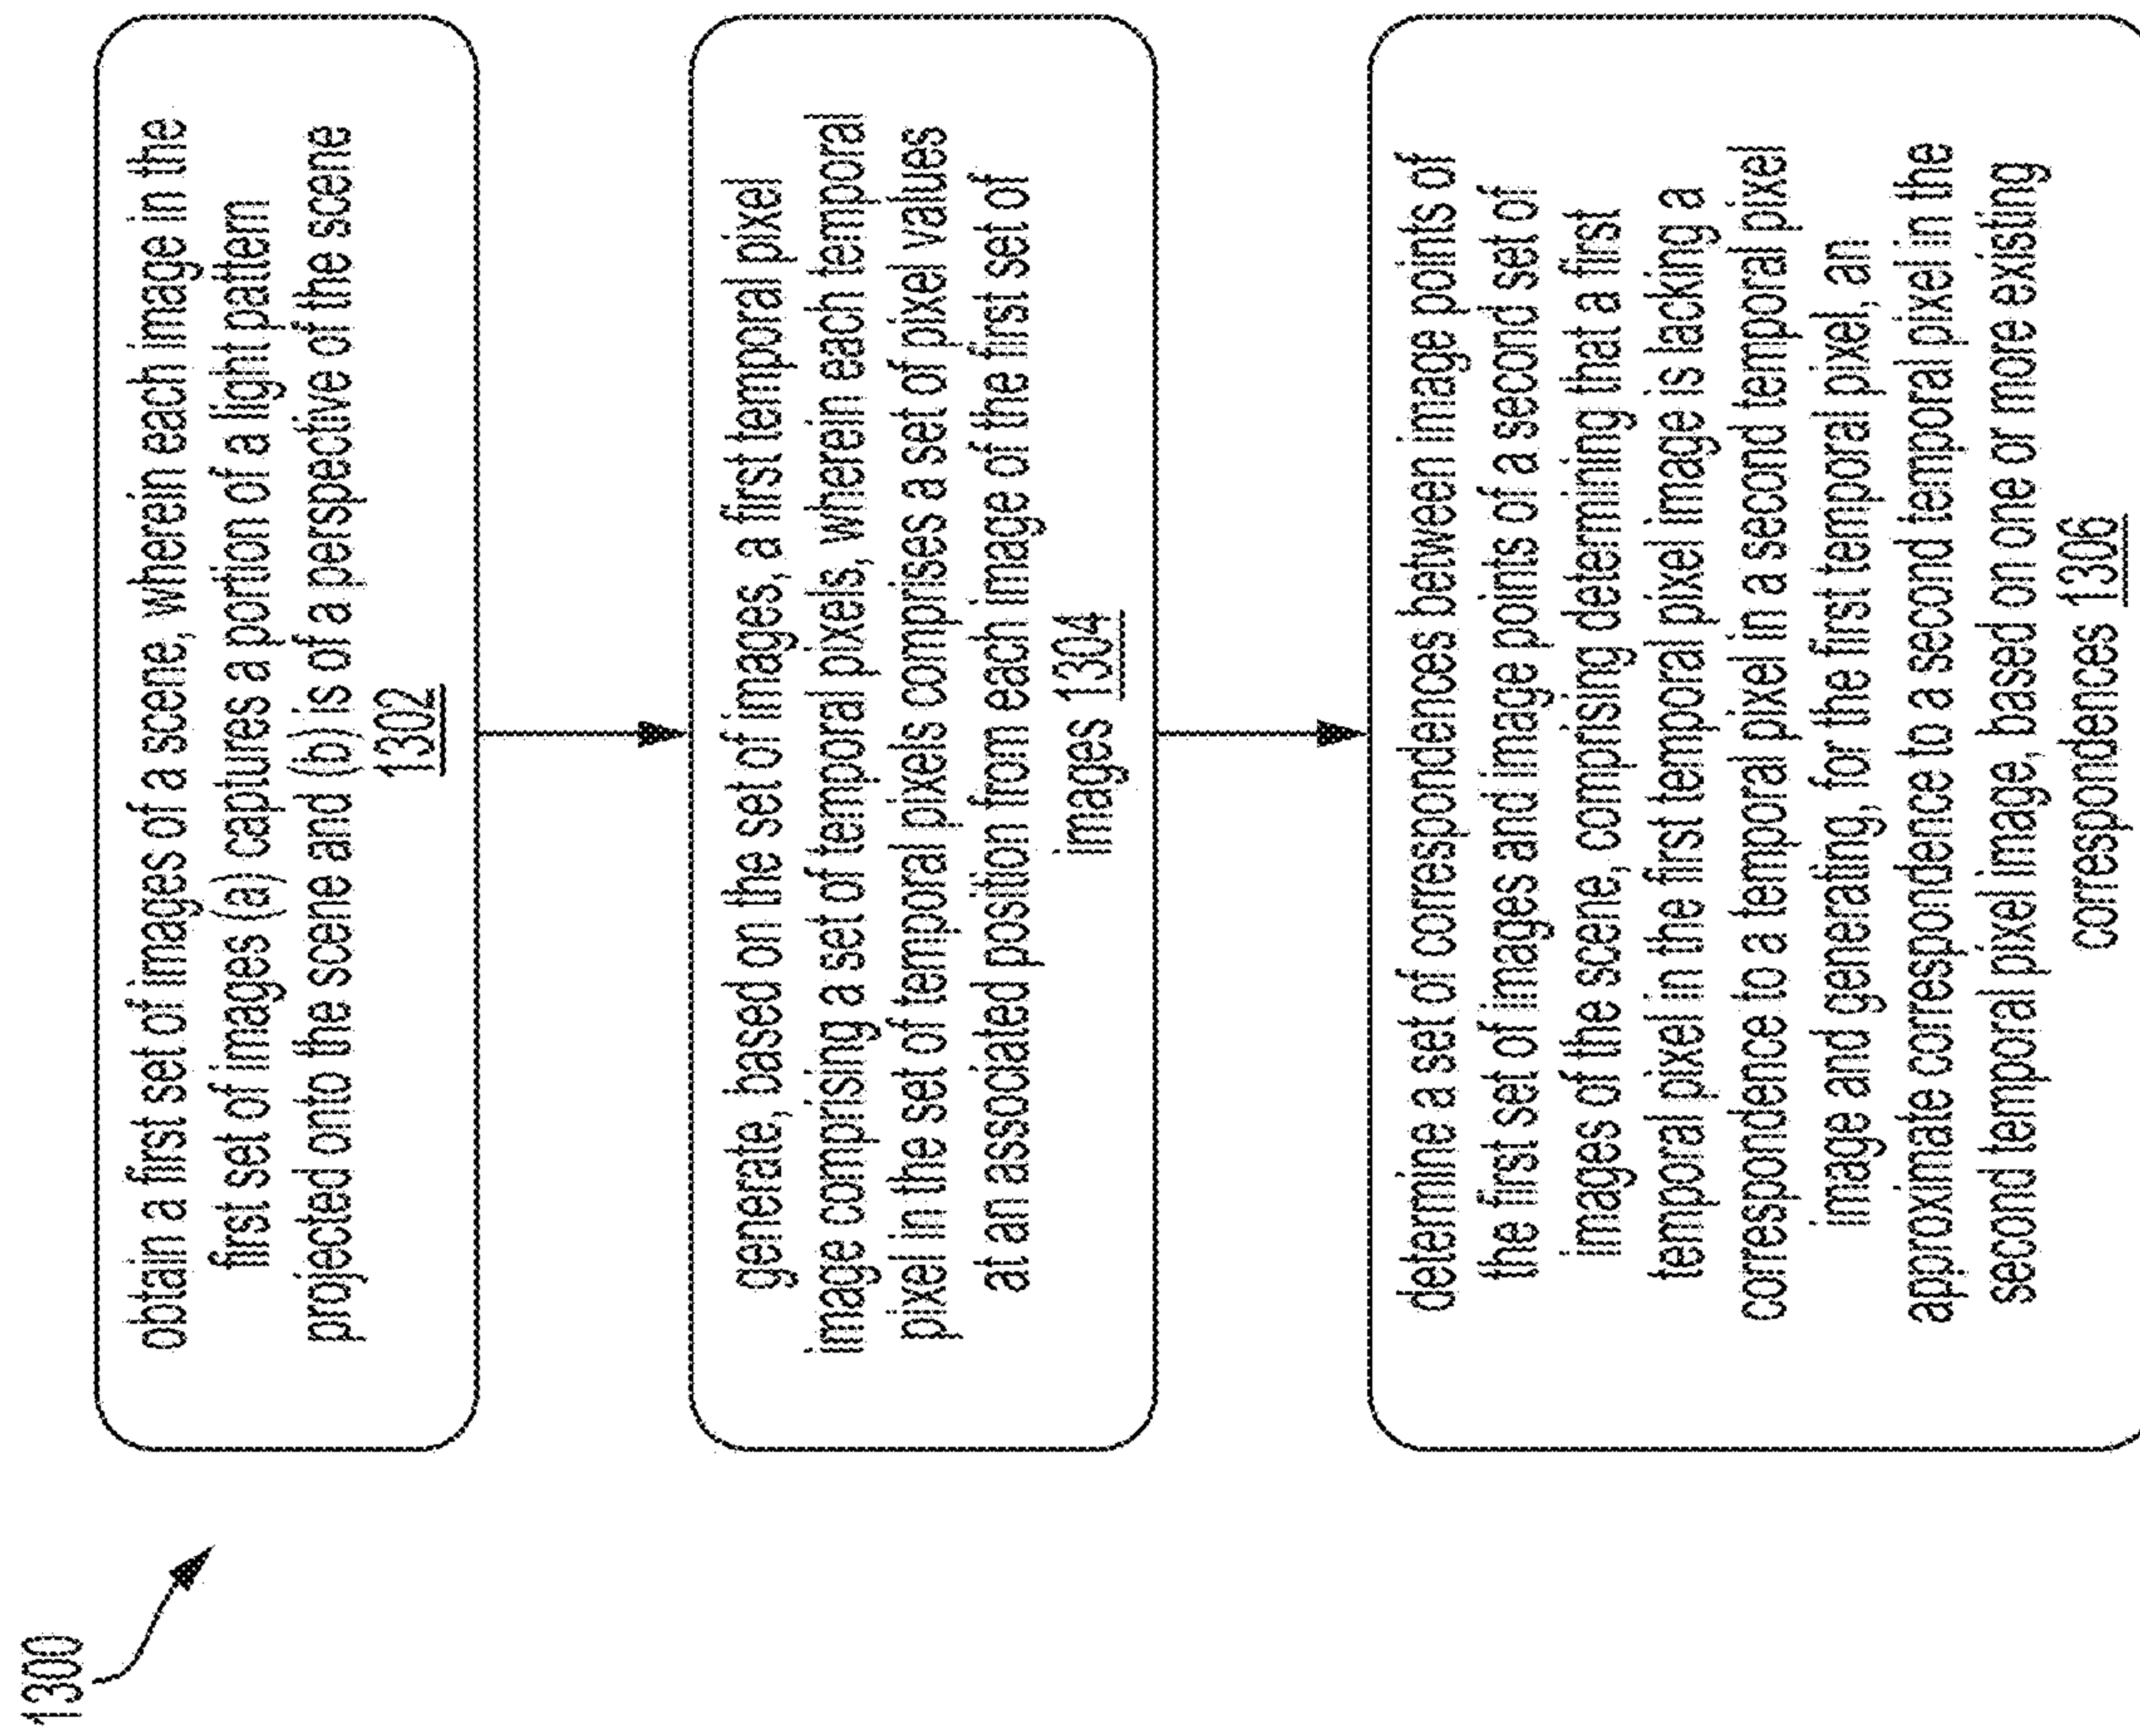 1300
obtain a first set of images of a scene, wherein each image in the
first set of images (a) captures a portion of a light pattern
projected onto the scene and (b) is of a perspective of the scene
1302
generate, based on the set of images, a first temporal pixel
image comprising a set of temporal pixels, wherein each temporal
pixel in the set of temporal pixels comprises a set of pixel values
at an associated position from each image of the first set of
images 1304
determine a set of correspondences between image points of
the first set of images and image points of a second set of
images of the scene, comprising determining that a first
temporal pixel in the first temporal pixel image is lacking a
correspondence to a temporal pixel in a second temporal pixel
image and generating, for the first temporal pixel, an
approximate correspondence to a second temporal pixel in the
second temporal pixel image, based on one or more existing
correspondences 1306